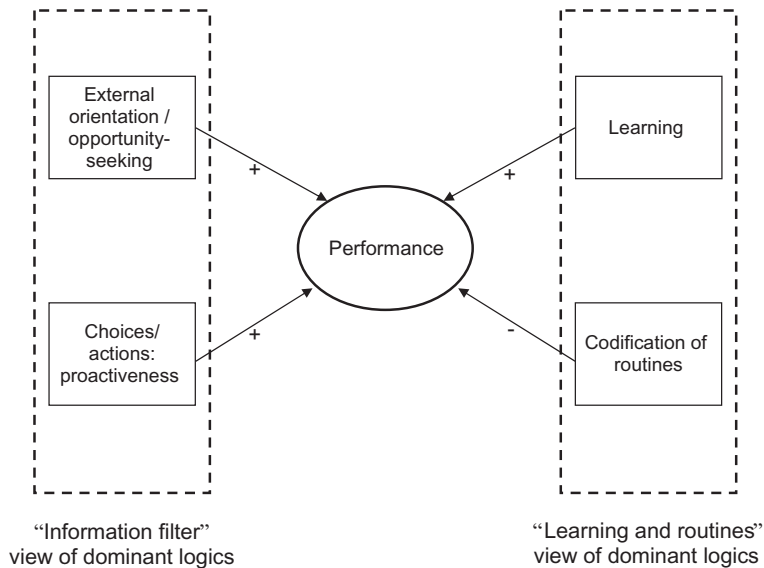 External
orientation /
opportunity-
seeking
+
Learning
+
Performance
Choices/
actions:
proactiveness
+
Codification of
routines
-
“Information filter”
view of dominant logics
“Learning and routines”
view of dominant logics